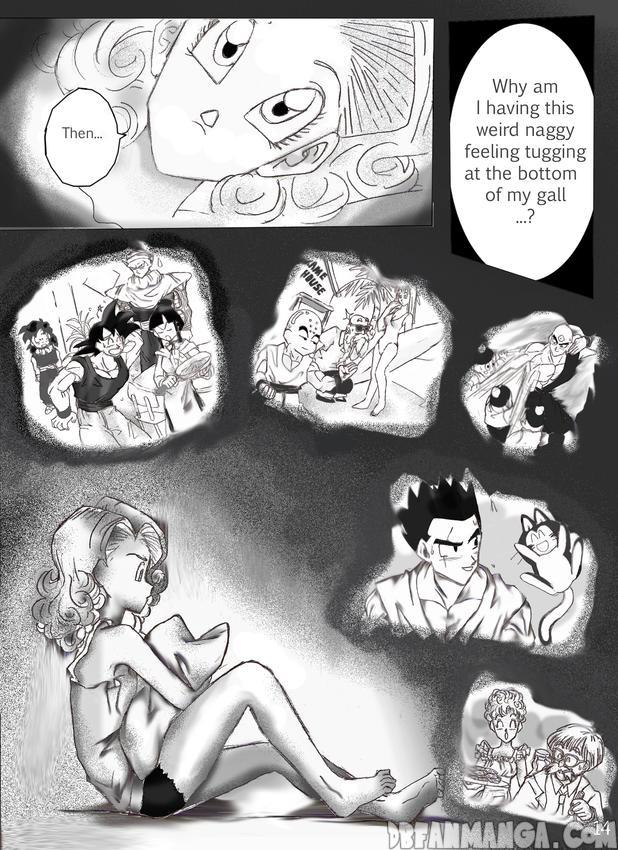 Then...
Why am
I having this
weird naggy
feeling tugging
at the bottom
of my gall
...?
AME
HOUSE
14
DBFANMANGA.COM